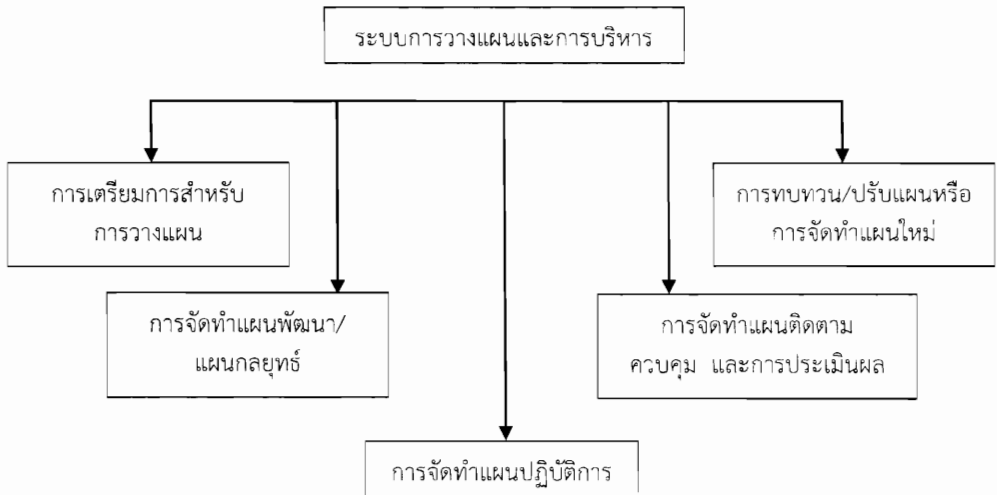 ระบบการวางแผนและการบริหาร
การเตรียมการสำหรับ
การวางแผน
การทบทวน/ปรับแผนหรือ
การจัดทำแผนใหม่
การจัดทำแผนพัฒนา/
แผนกลยุทธ์
การจัดทำแผนติดตาม
ควบคุม และการประเมินผล
การจัดทำแผนปฏิบัติการ